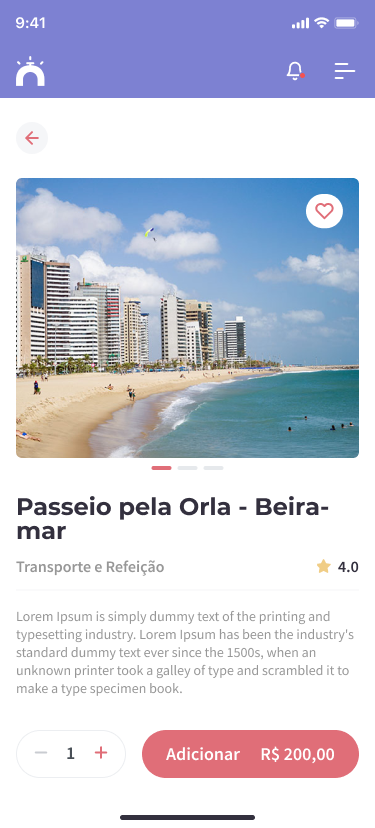 9:41
Passeio pela Orla - Beira-
mar
Transporte e Refeição
4.0
Lorem Ipsum is simply dummy text of the printing and
typesetting industry. Lorem Ipsum has been the industry's
standard dummy text ever since the 1500s, when an
unknown printer took a galley of type and scrambled it to
make a type specimen book.
1
Adicionar R$ 200,00